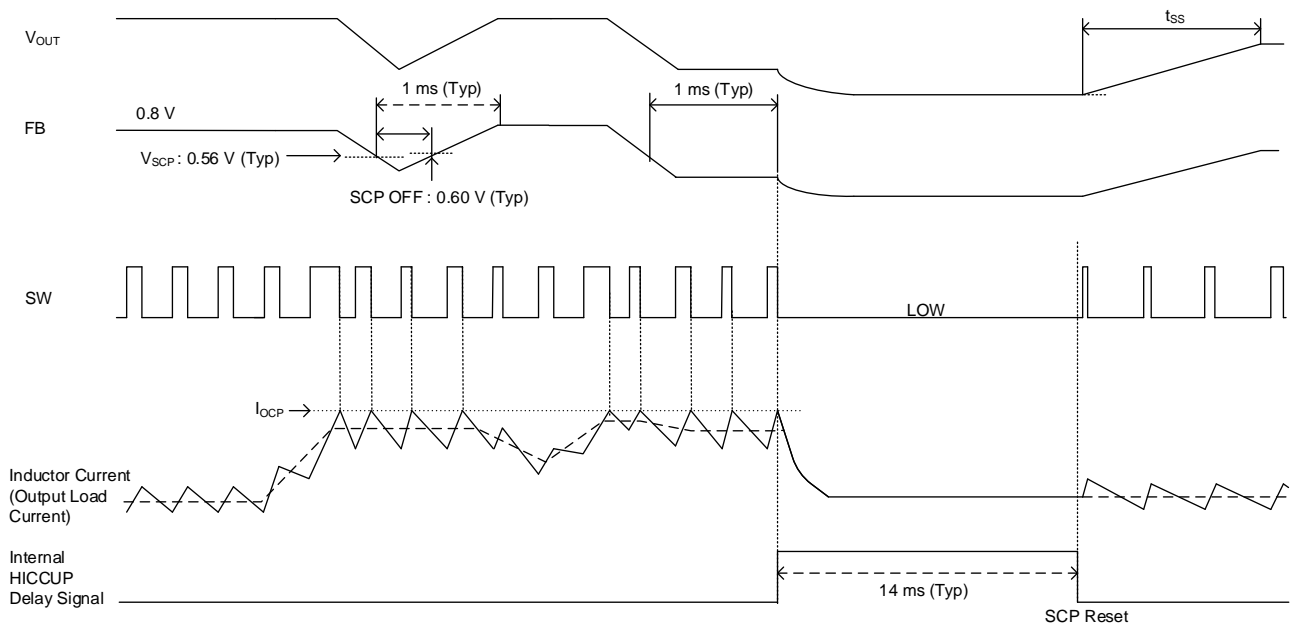 tSS
VOUT
1 ms (Typ)
1 ms (Typ)
0.8 V
FB
VSCP : 0.56 V (Typ)
SCP OFF : 0.60 V (Typ)
SW
LOW
IOCP
Inductor Current
(Output Load
Current)
Internal
HICCUP
Delay Signal
14 ms (Typ)
SCP Reset